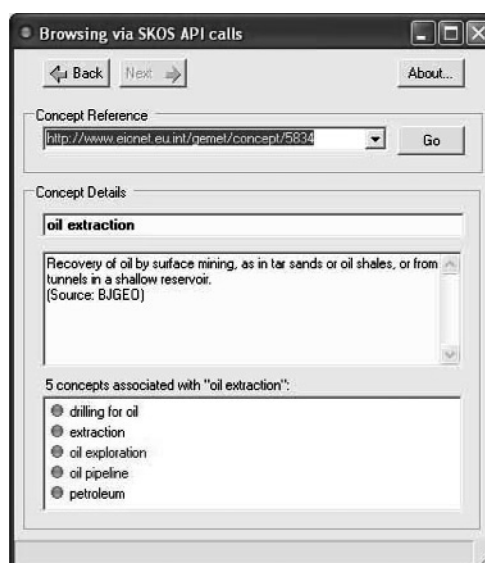 Browsing via SKOS API calls
Back
Next
About...
Concept Reference
http://www.eionet.eu.int/gemet/concept/5834
Go
Concept Details
oil extraction
Recovery of oil by surface mining, as in tar sands or oil shales, or from
tunnels in a shallow reservoir.
(Source: BJGEO)
5 concepts associated with "oil extraction":
drilling for oil
extraction
oil exploration
oil pipeline
petroleum